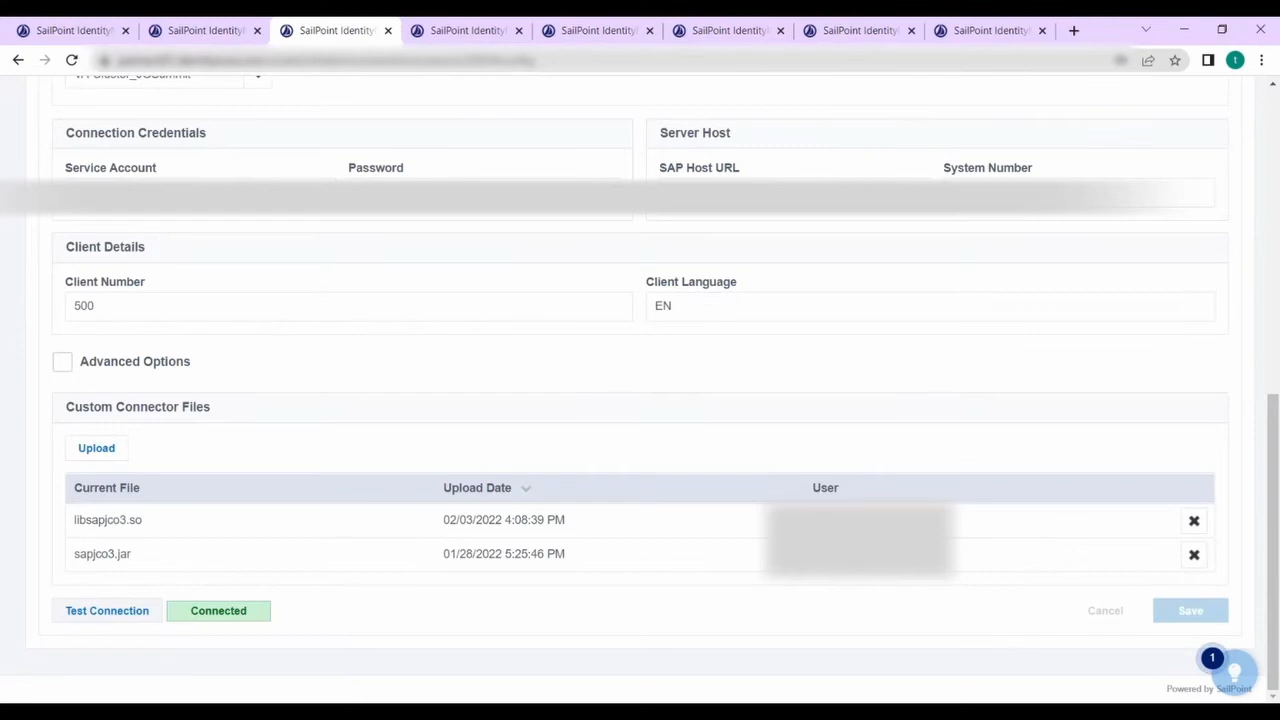 SailPoint Identity
SailPoint Identity
SailPoint Identity
SailPoint Identity
SailPoint Identity
SailPoint Identity
SailPoint Identity
SailPoint Identity
t
Connection Credentials
Server Host
Service Account Password
SAP Host URL System Number
Client Details
Client Number Client Language
500 EN
Advanced Options
Custom Connector Files
Upload
Current File Upload Date User
libsapjco3.so 02/03/2022 4:08:39 PM
sapjco3.jar 01/28/2022 5:25:46 PM
Test Connection Connected Cancel Save
1
Powered by SailPoint